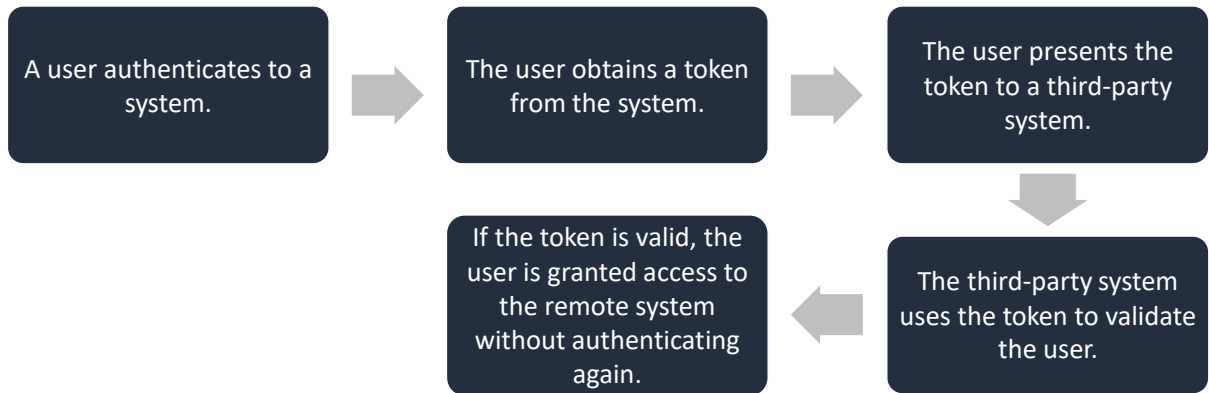 A user authenticates to a
system.
The user obtains a token
from the system.
The user presents the
token to a third-party
system.
The third-party system
uses the token to validate
the user.
If the token is valid, the
user is granted access to
the remote system
without authenticating
again.